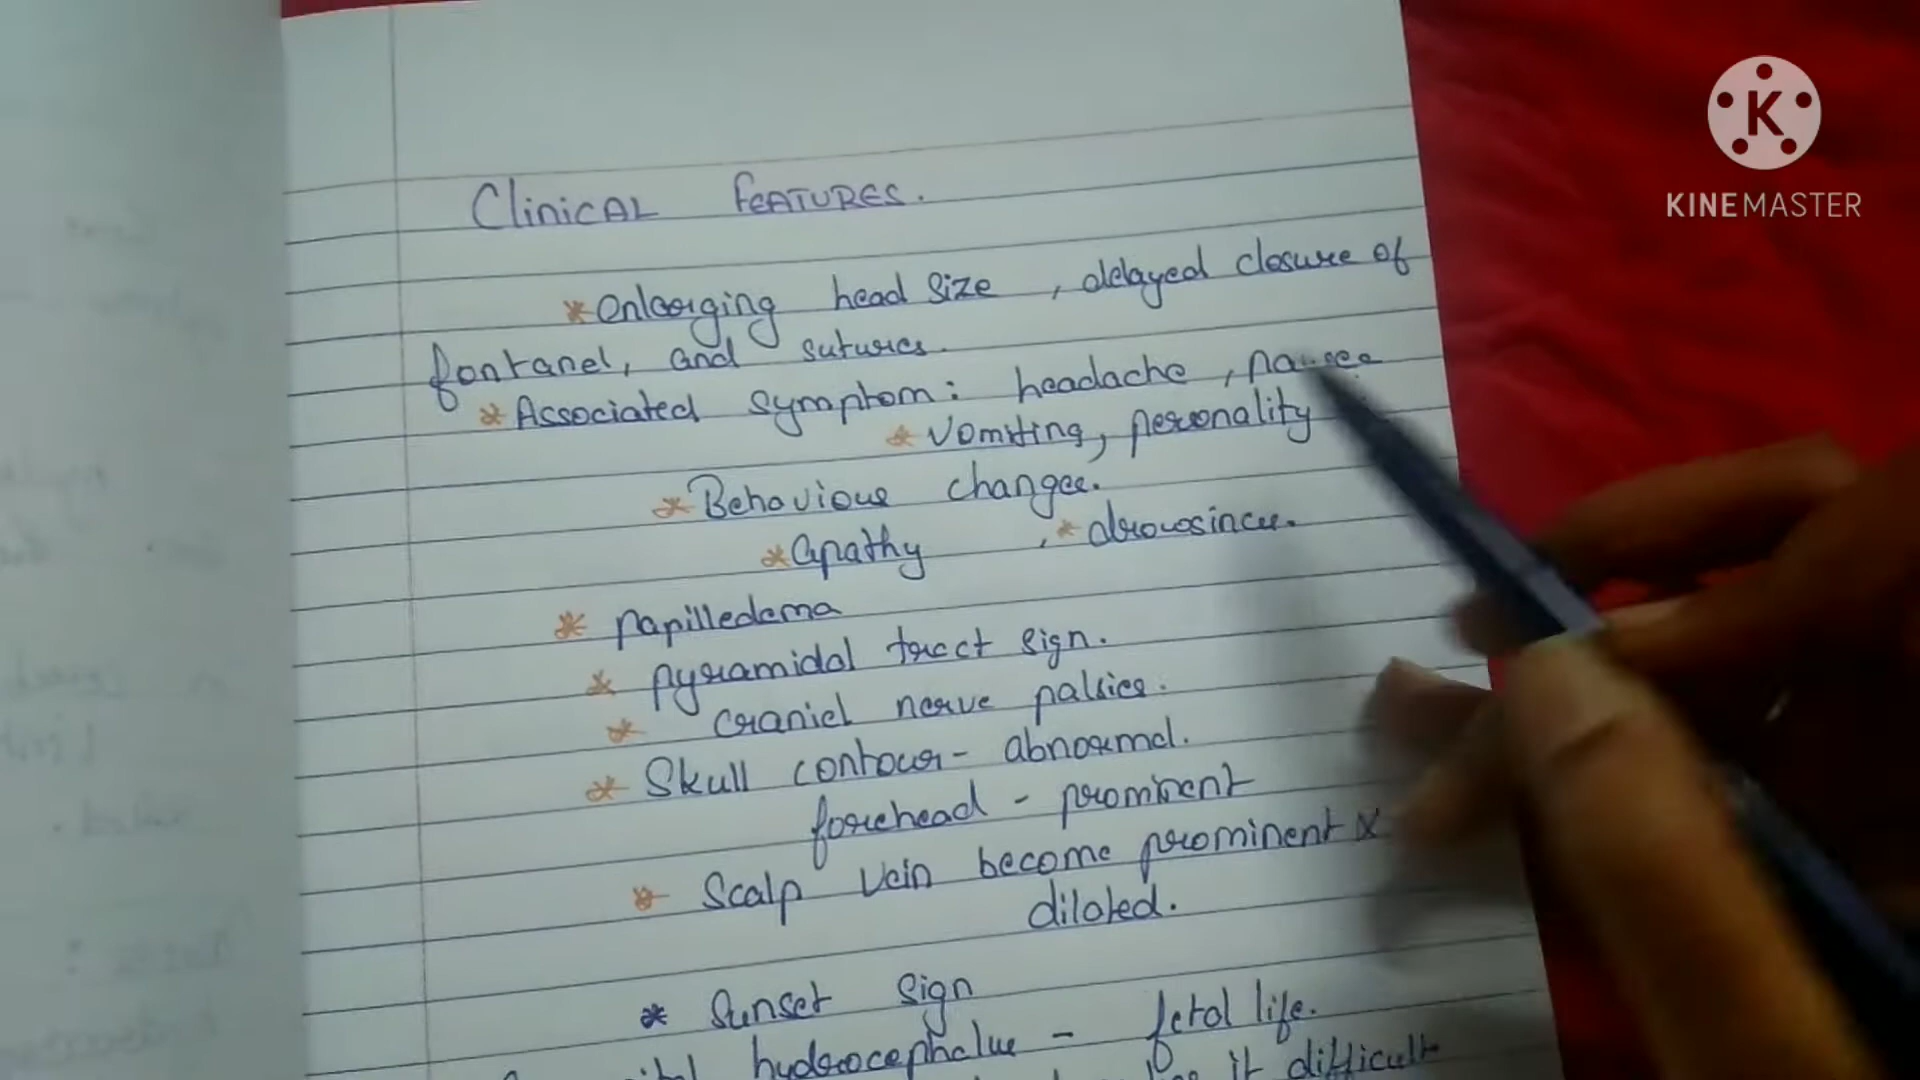 Clinical Features.
* enlarging head size, delayed closure of
fontanel, and sutures.
* Associated symptom: headache, nausea
* vomiting, personality
* Behaviour changes.
* apathy, * drowsincss.
* papilledema
* pyramidal tract sign.
* cranial nerve palsies.
* Skull contour - abnormal.
forehead - prominent
* Scalp vein become prominent &
dilated.
* Sunset sign
hydrocephalus - fetal life.
it difficult
K
KINEMASTER